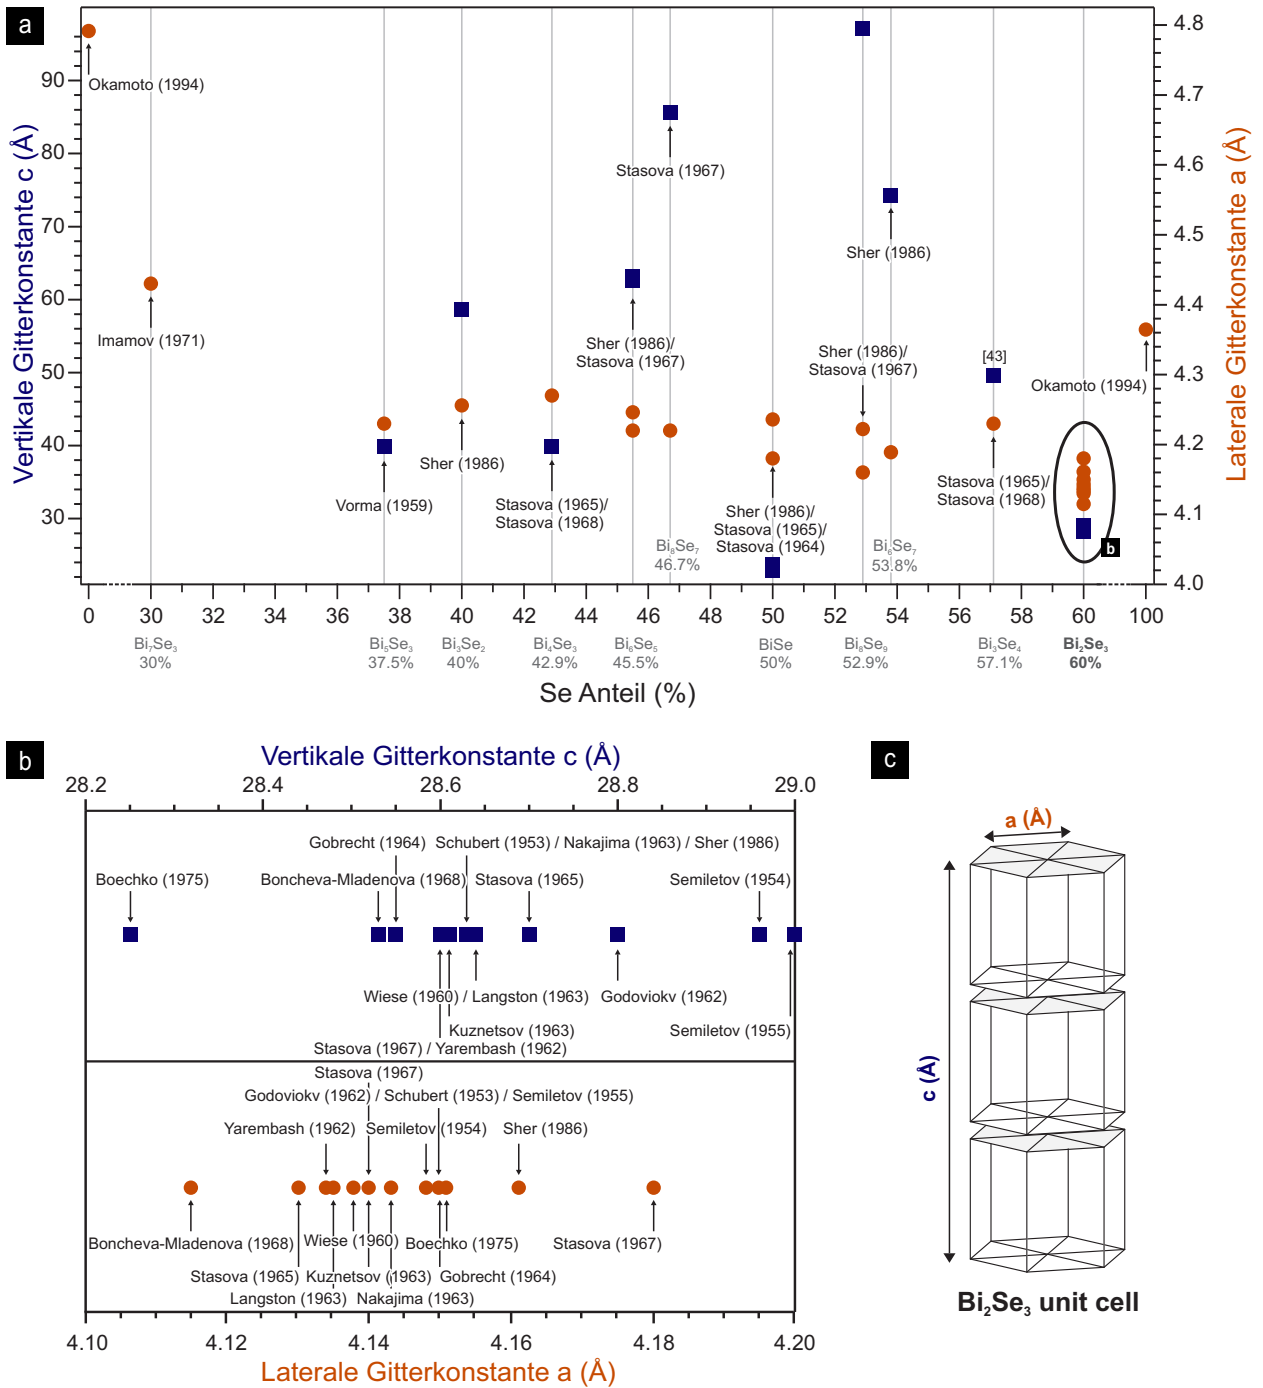 a
Vertikale Gitterkonstante c (Å)
90
80
70
60
50
40
30
4.8
4.7
4.6
4.5
4.4
4.3
4.2
4.1
4.0
Laterale Gitterkonstante a (Å)
Okamoto (1994)
Imamov (1971)
Vorma (1959)
Sher (1986)
Stasova (1965)/
Stasova (1968)
Sher (1986)/
Stasova (1967)
Stasova (1967)
Sher (1986)/
Stasova (1965)/
Stasova (1964)
Sher (1986)/
Stasova (1967)
Sher (1986)
[43]
Stasova (1965)/
Stasova (1968)
Okamoto (1994)
b
Bi₈Se₇
46.7%
Bi₆Se₇
53.8%
0 30 32 34 36 38 40 42 44 46 48 50 52 54 56 58 60 100
Bi₇Se₃ Bi₅Se₃ Bi₃Se₂ Bi₄Se₃ Bi₆Se₅ BiSe Bi₈Se₉ Bi₃Se₄ Bi₂Se₃
30% 37.5% 40% 42.9% 45.5% 50% 52.9% 57.1% 60%
Se Anteil (%)
b
Vertikale Gitterkonstante c (Å)
28.2 28.4 28.6 28.8 29.0
Gobrecht (1964) Schubert (1953) / Nakajima (1963) / Sher (1986)
Boechko (1975) Boncheva-Mladenova (1968) Stasova (1965) Semiletov (1954)
Wiese (1960) / Langston (1963) Godoviokv (1962)
Kuznetsov (1963) Semiletov (1955)
Stasova (1967) / Yarembash (1962)
Stasova (1967)
Godoviokv (1962) / Schubert (1953) / Semiletov (1955)
Yarembash (1962) Semiletov (1954) Sher (1986)
Boncheva-Mladenova (1968) Wiese (1960) Boechko (1975) Stasova (1967)
Stasova (1965) Kuznetsov (1963) Gobrecht (1964)
Langston (1963) Nakajima (1963)
4.10 4.12 4.14 4.16 4.18 4.20
Laterale Gitterkonstante a (Å)
c
a (Å)
c (Å)
Bi₂Se₃ unit cell